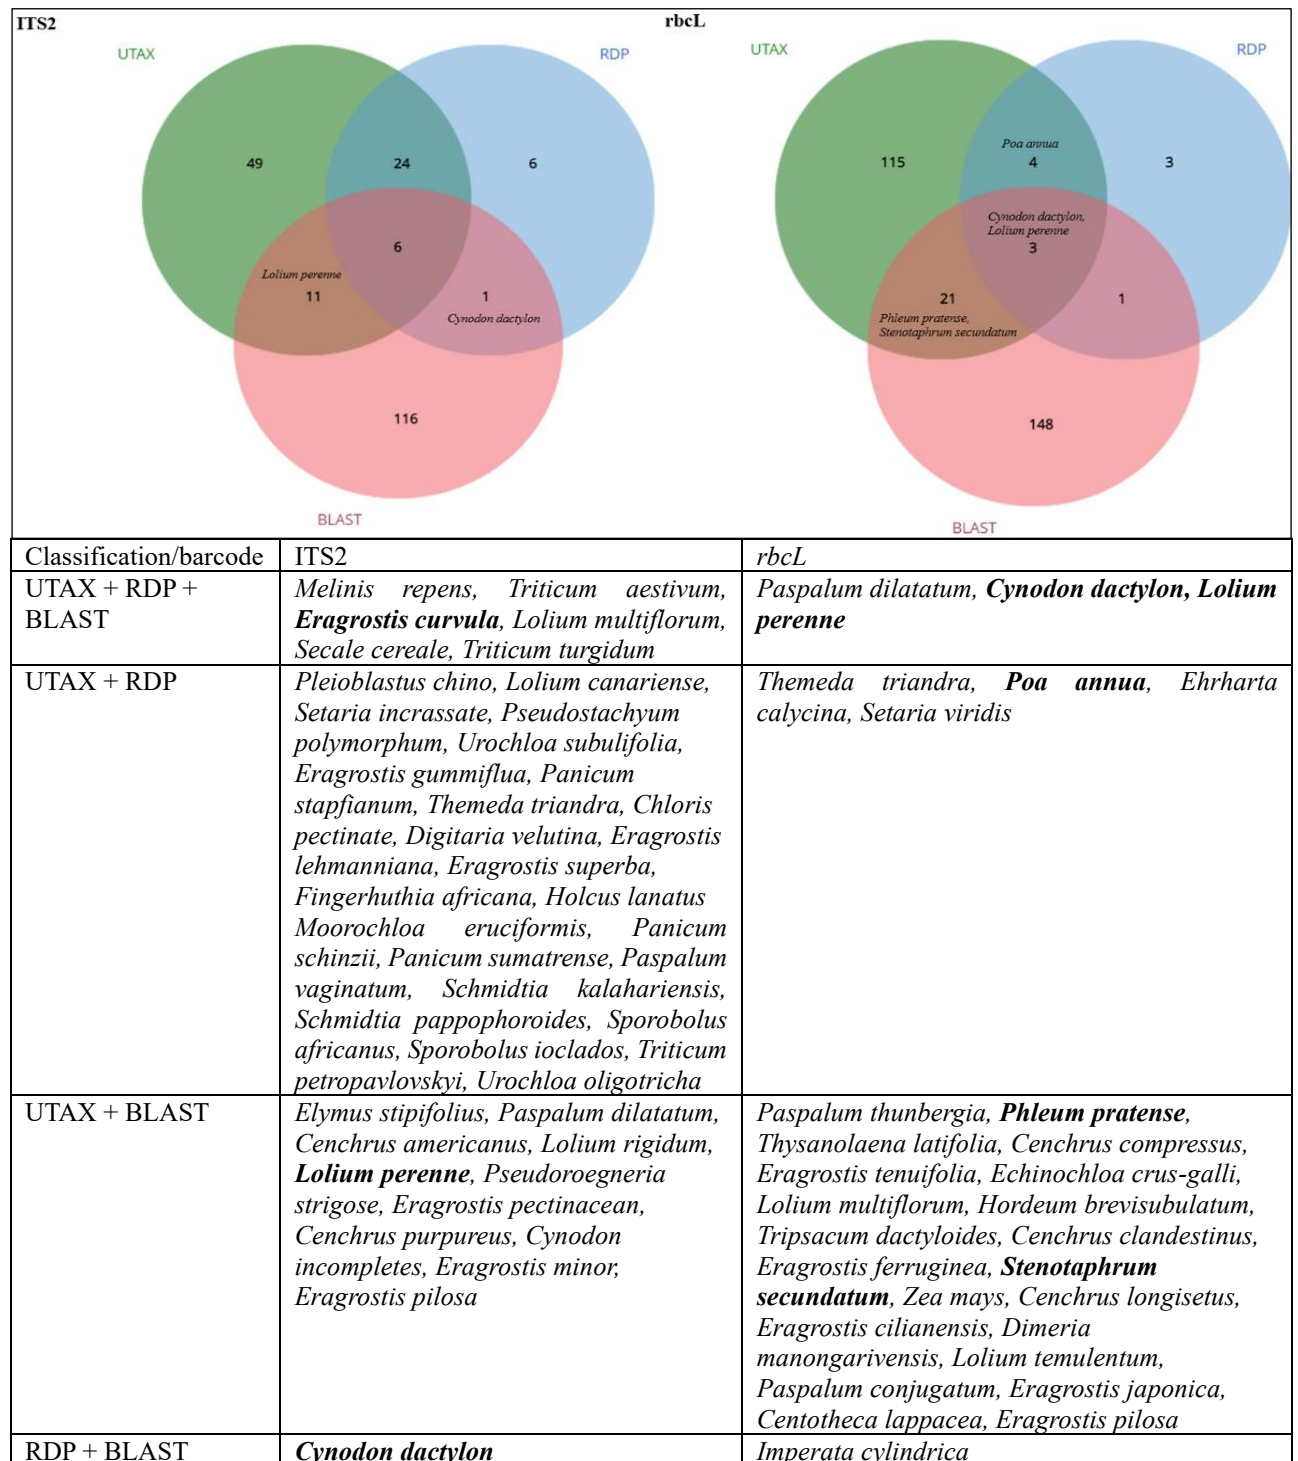 ITS2
rbcL
UTAX
RDP
49
24
6
6
Lolium perenne
11
1
Cynodon dactylon
116
BLAST
UTAX
RDP
115
Poa annua
4
3
Cynodon dactylon,
Lolium perenne
3
21
1
Phleum pratense,
Stenotaphrum secundatum
148
BLAST
Classification/barcode
ITS2
rbcL
UTAX + RDP +
BLAST
Melinis repens, Triticum aestivum,
Eragrostis curvula, Lolium multiflorum,
Secale cereale, Triticum turgidum
Paspalum dilatatum, Cynodon dactylon, Lolium
perenne
UTAX + RDP
Pleioblastus chino, Lolium canariense,
Setaria incrassate, Pseudostachyum
polymorphum, Urochloa subulifolia,
Eragrostis gummiflua, Panicum
stapfianum, Themeda triandra, Chloris
pectinate, Digitaria velutina, Eragrostis
lehmanniana, Eragrostis superba,
Fingerhuthia africana, Holcus lanatus
Moorochloa eruciformis, Panicum
schinzii, Panicum sumatrense, Paspalum
vaginatum, Schmidtia kalahariensis,
Schmidtia pappophoroides, Sporobolus
africanus, Sporobolus ioclados, Triticum
petropavlovskyi, Urochloa oligotricha
Themeda triandra, Poa annua, Ehrharta
calycina, Setaria viridis
UTAX + BLAST
Elymus stipifolius, Paspalum dilatatum,
Cenchrus americanus, Lolium rigidum,
Lolium perenne, Pseudoroegneria
strigose, Eragrostis pectinacean,
Cenchrus purpureus, Cynodon
incompletes, Eragrostis minor,
Eragrostis pilosa
Paspalum thunbergia, Phleum pratense,
Thysanolaena latifolia, Cenchrus compressus,
Eragrostis tenuifolia, Echinochloa crus-galli,
Lolium multiflorum, Hordeum brevisubulatum,
Tripsacum dactyloides, Cenchrus clandestinus,
Eragrostis ferruginea, Stenotaphrum
secundatum, Zea mays, Cenchrus longisetus,
Eragrostis cilianensis, Dimeria
manongarivensis, Lolium temulentum,
Paspalum conjugatum, Eragrostis japonica,
Centotheca lappacea, Eragrostis pilosa
RDP + BLAST
Cynodon dactylon
Imperata cylindrica